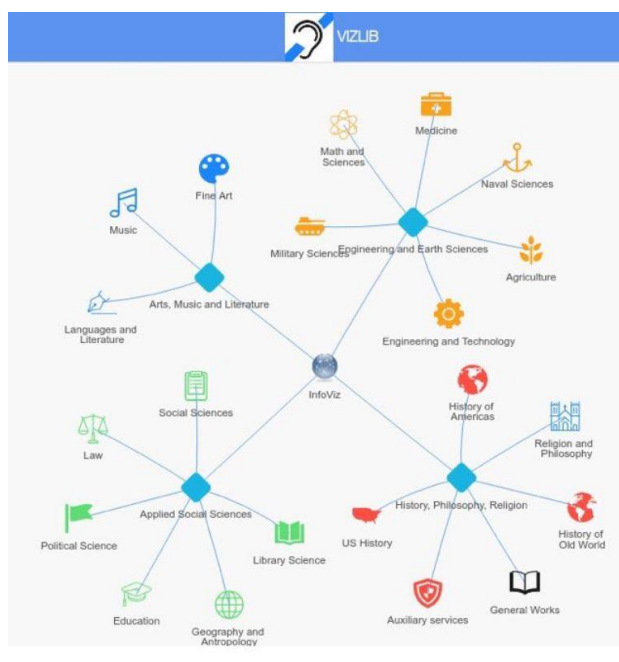 VIZLIB
Medicine
Math and
Sciences
Naval Sciences
Fine Art
Music
Military Sciences
Engineering and Earth Sciences
Agriculture
Arts, Music and Literature
Languages and
Literature
Engineering and Technology
InfoViz
Social Sciences
History of
Americas
Law
Religion and
Philosophy
Applied Social Sciences
History, Philosophy, Religion
Political Science
Library Science
US History
History of
Old World
Education
Geography and
Antropology
Auxiliary services
General Works